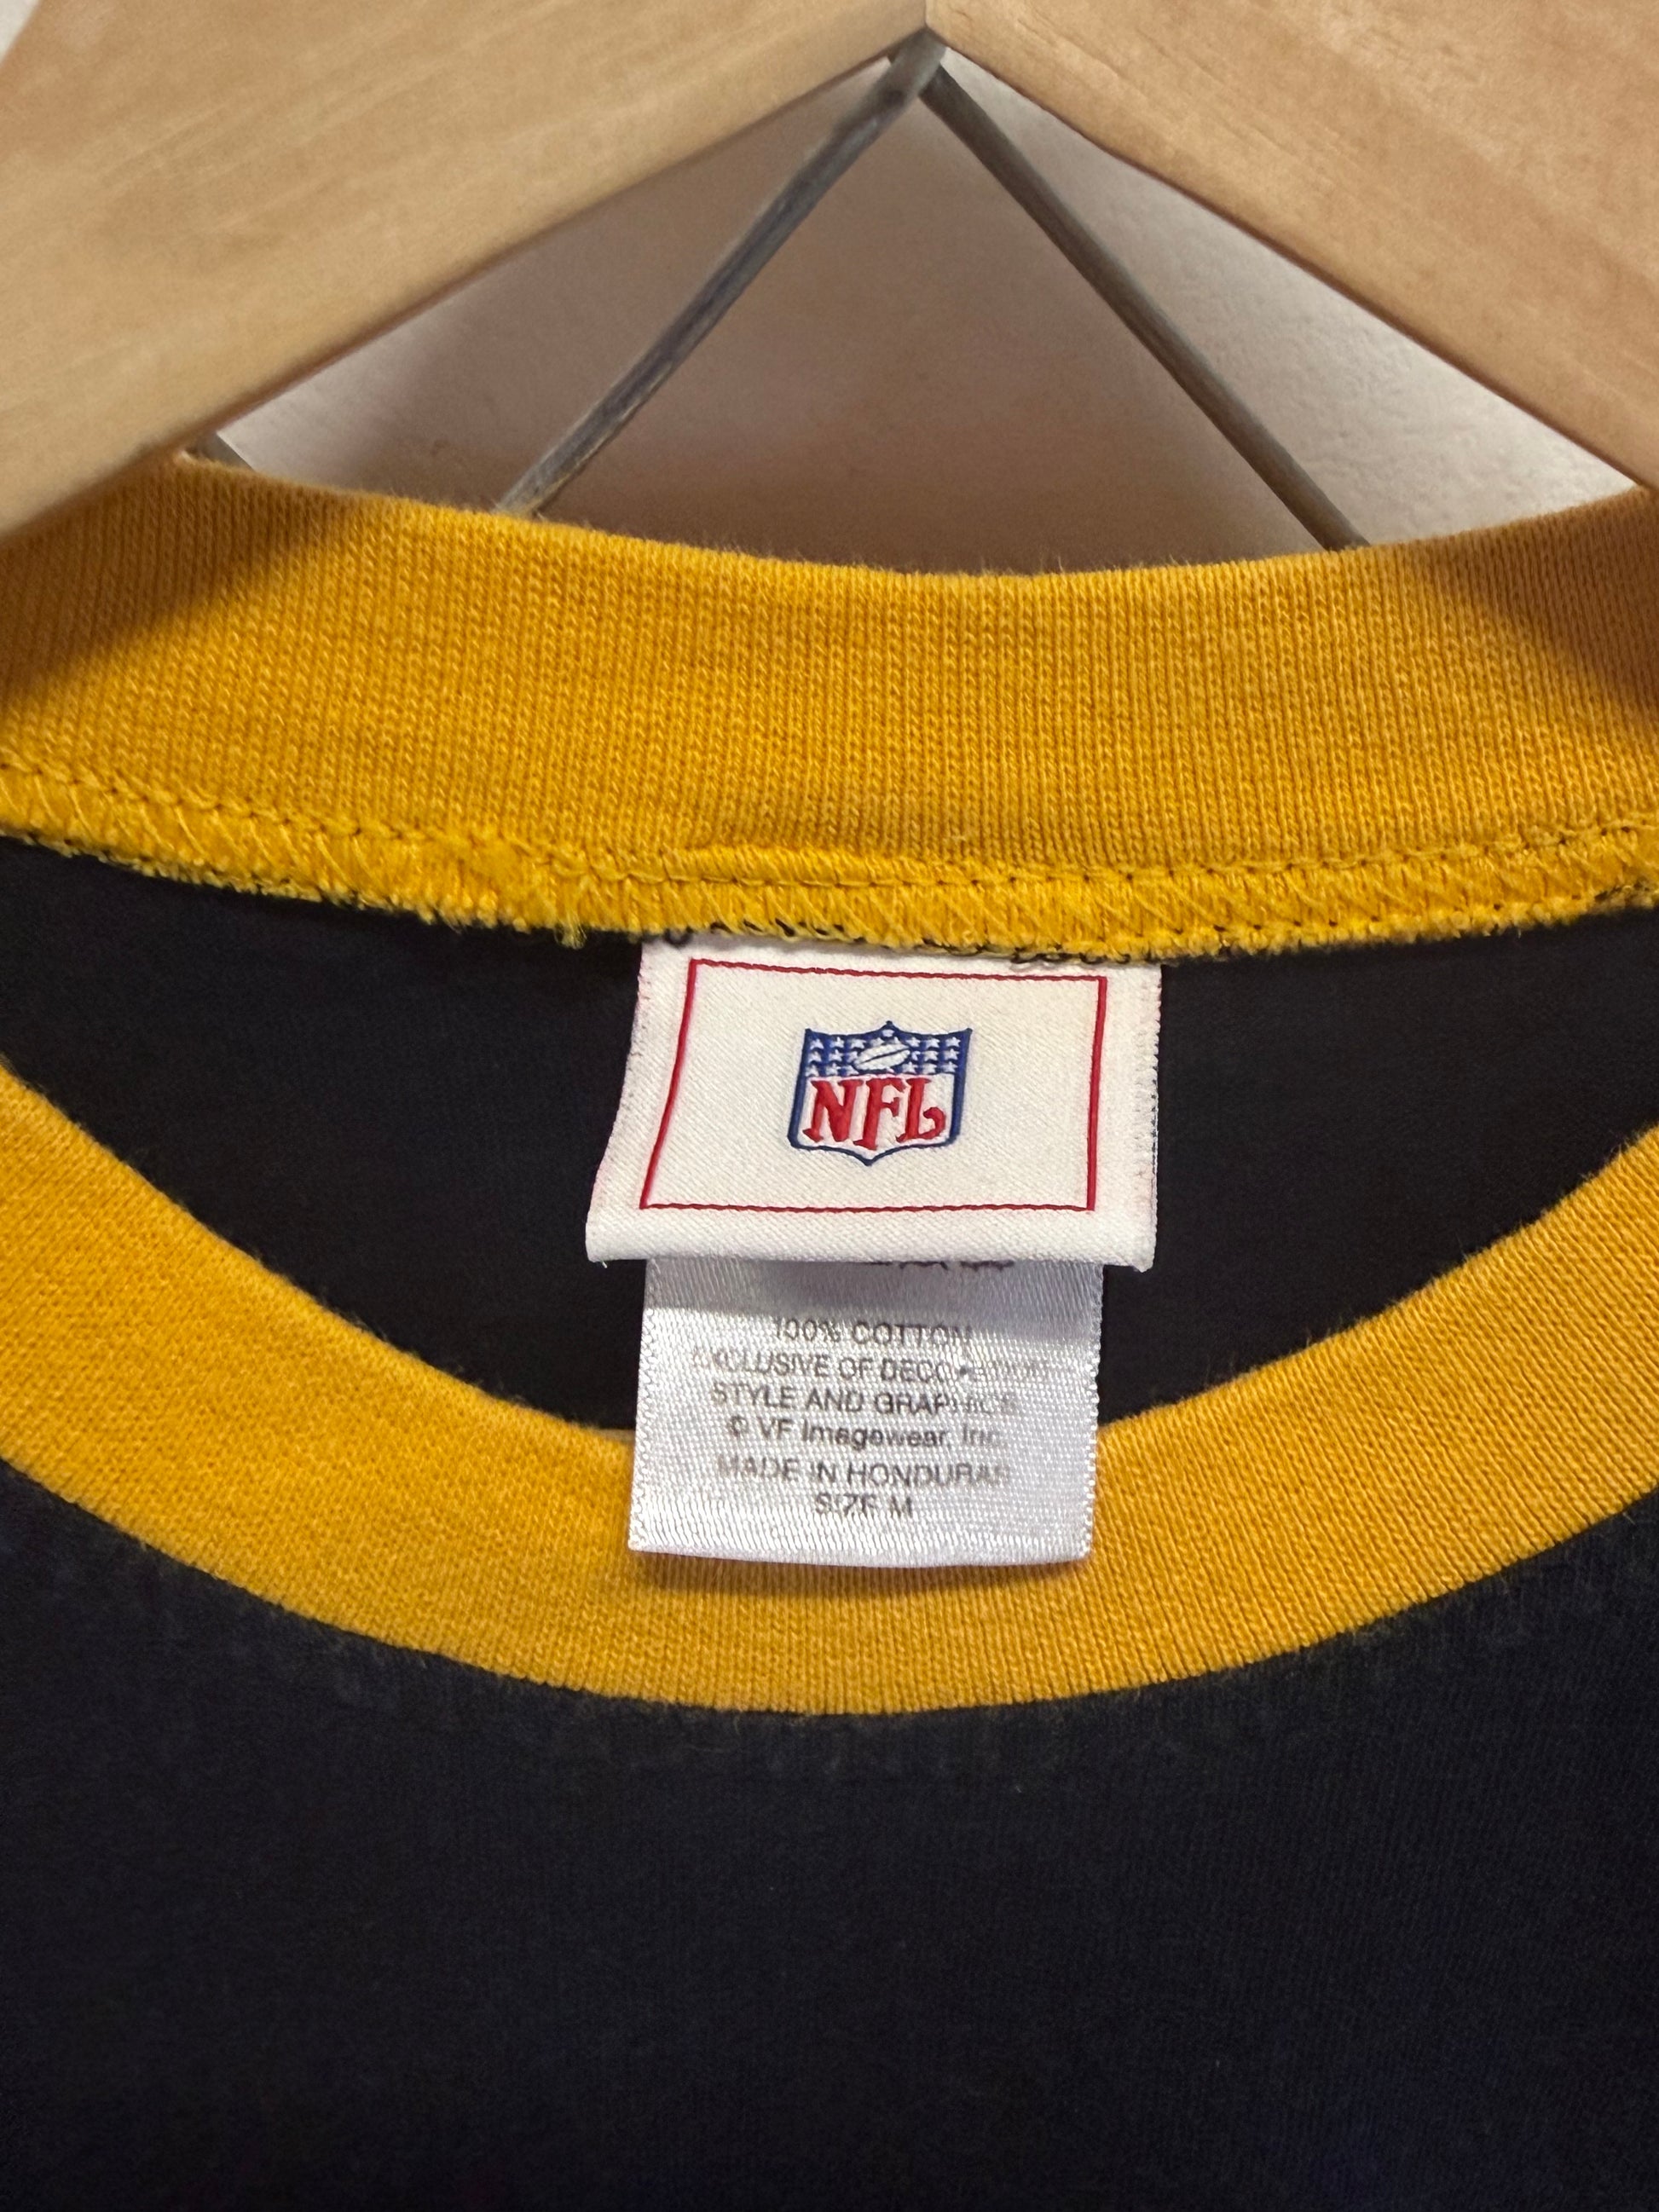 NFL
100% COTTON
EXCLUSIVE OF DECORATION
STYLE AND GRAPHICS
© VF Imagewear, Inc.
MADE IN HONDURAS
SIZE M